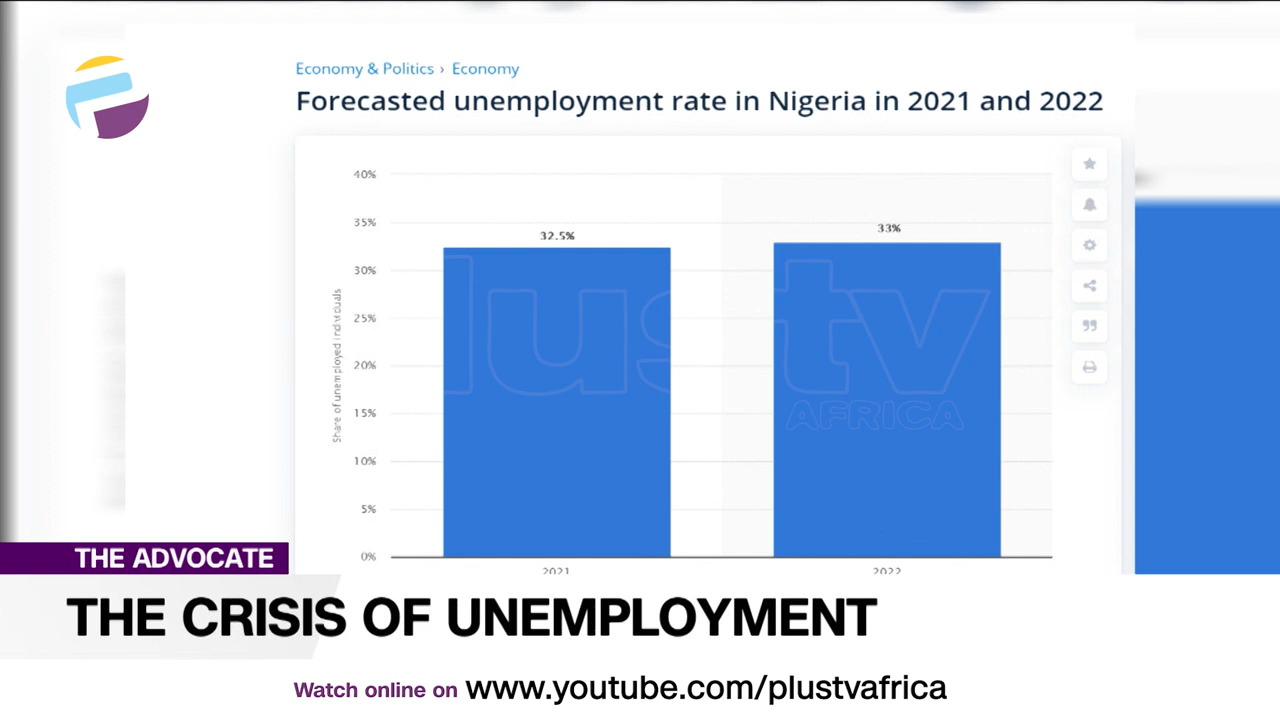 Economy & Politics › Economy
Forecasted unemployment rate in Nigeria in 2021 and 2022
40%
35%
30%
25%
20%
15%
10%
5%
0%
Share of unemployed individuals
32.5%
33%
2021
2022
lus tv
AFRICA
THE ADVOCATE
THE CRISIS OF UNEMPLOYMENT
Watch online on www.youtube.com/plustvafrica